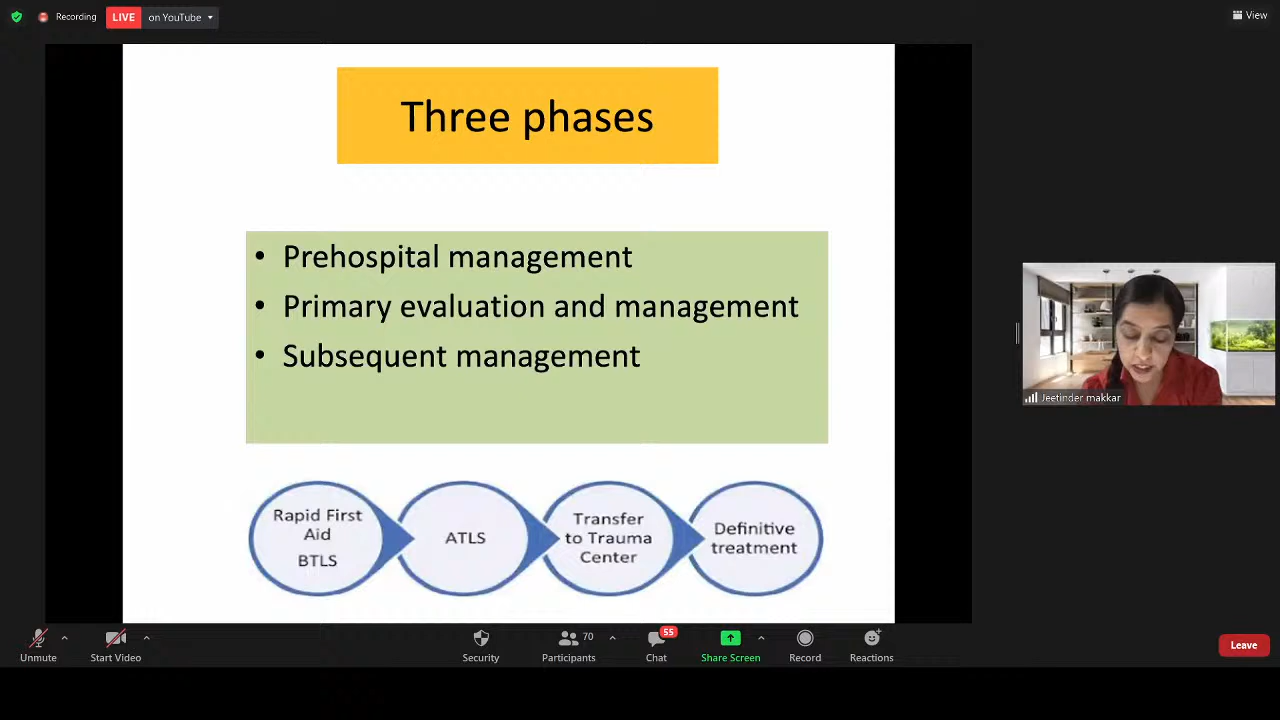 Recording
LIVE
on YouTube
View
Three phases
• Prehospital management
• Primary evaluation and management
• Subsequent management
Rapid First
Aid
BTLS
ATLS
Transfer
to Trauma
Center
Definitive
treatment
Jeetinder makkar
Unmute
Start Video
Security
70
Participants
55
Chat
Share Screen
Record
Reactions
Leave